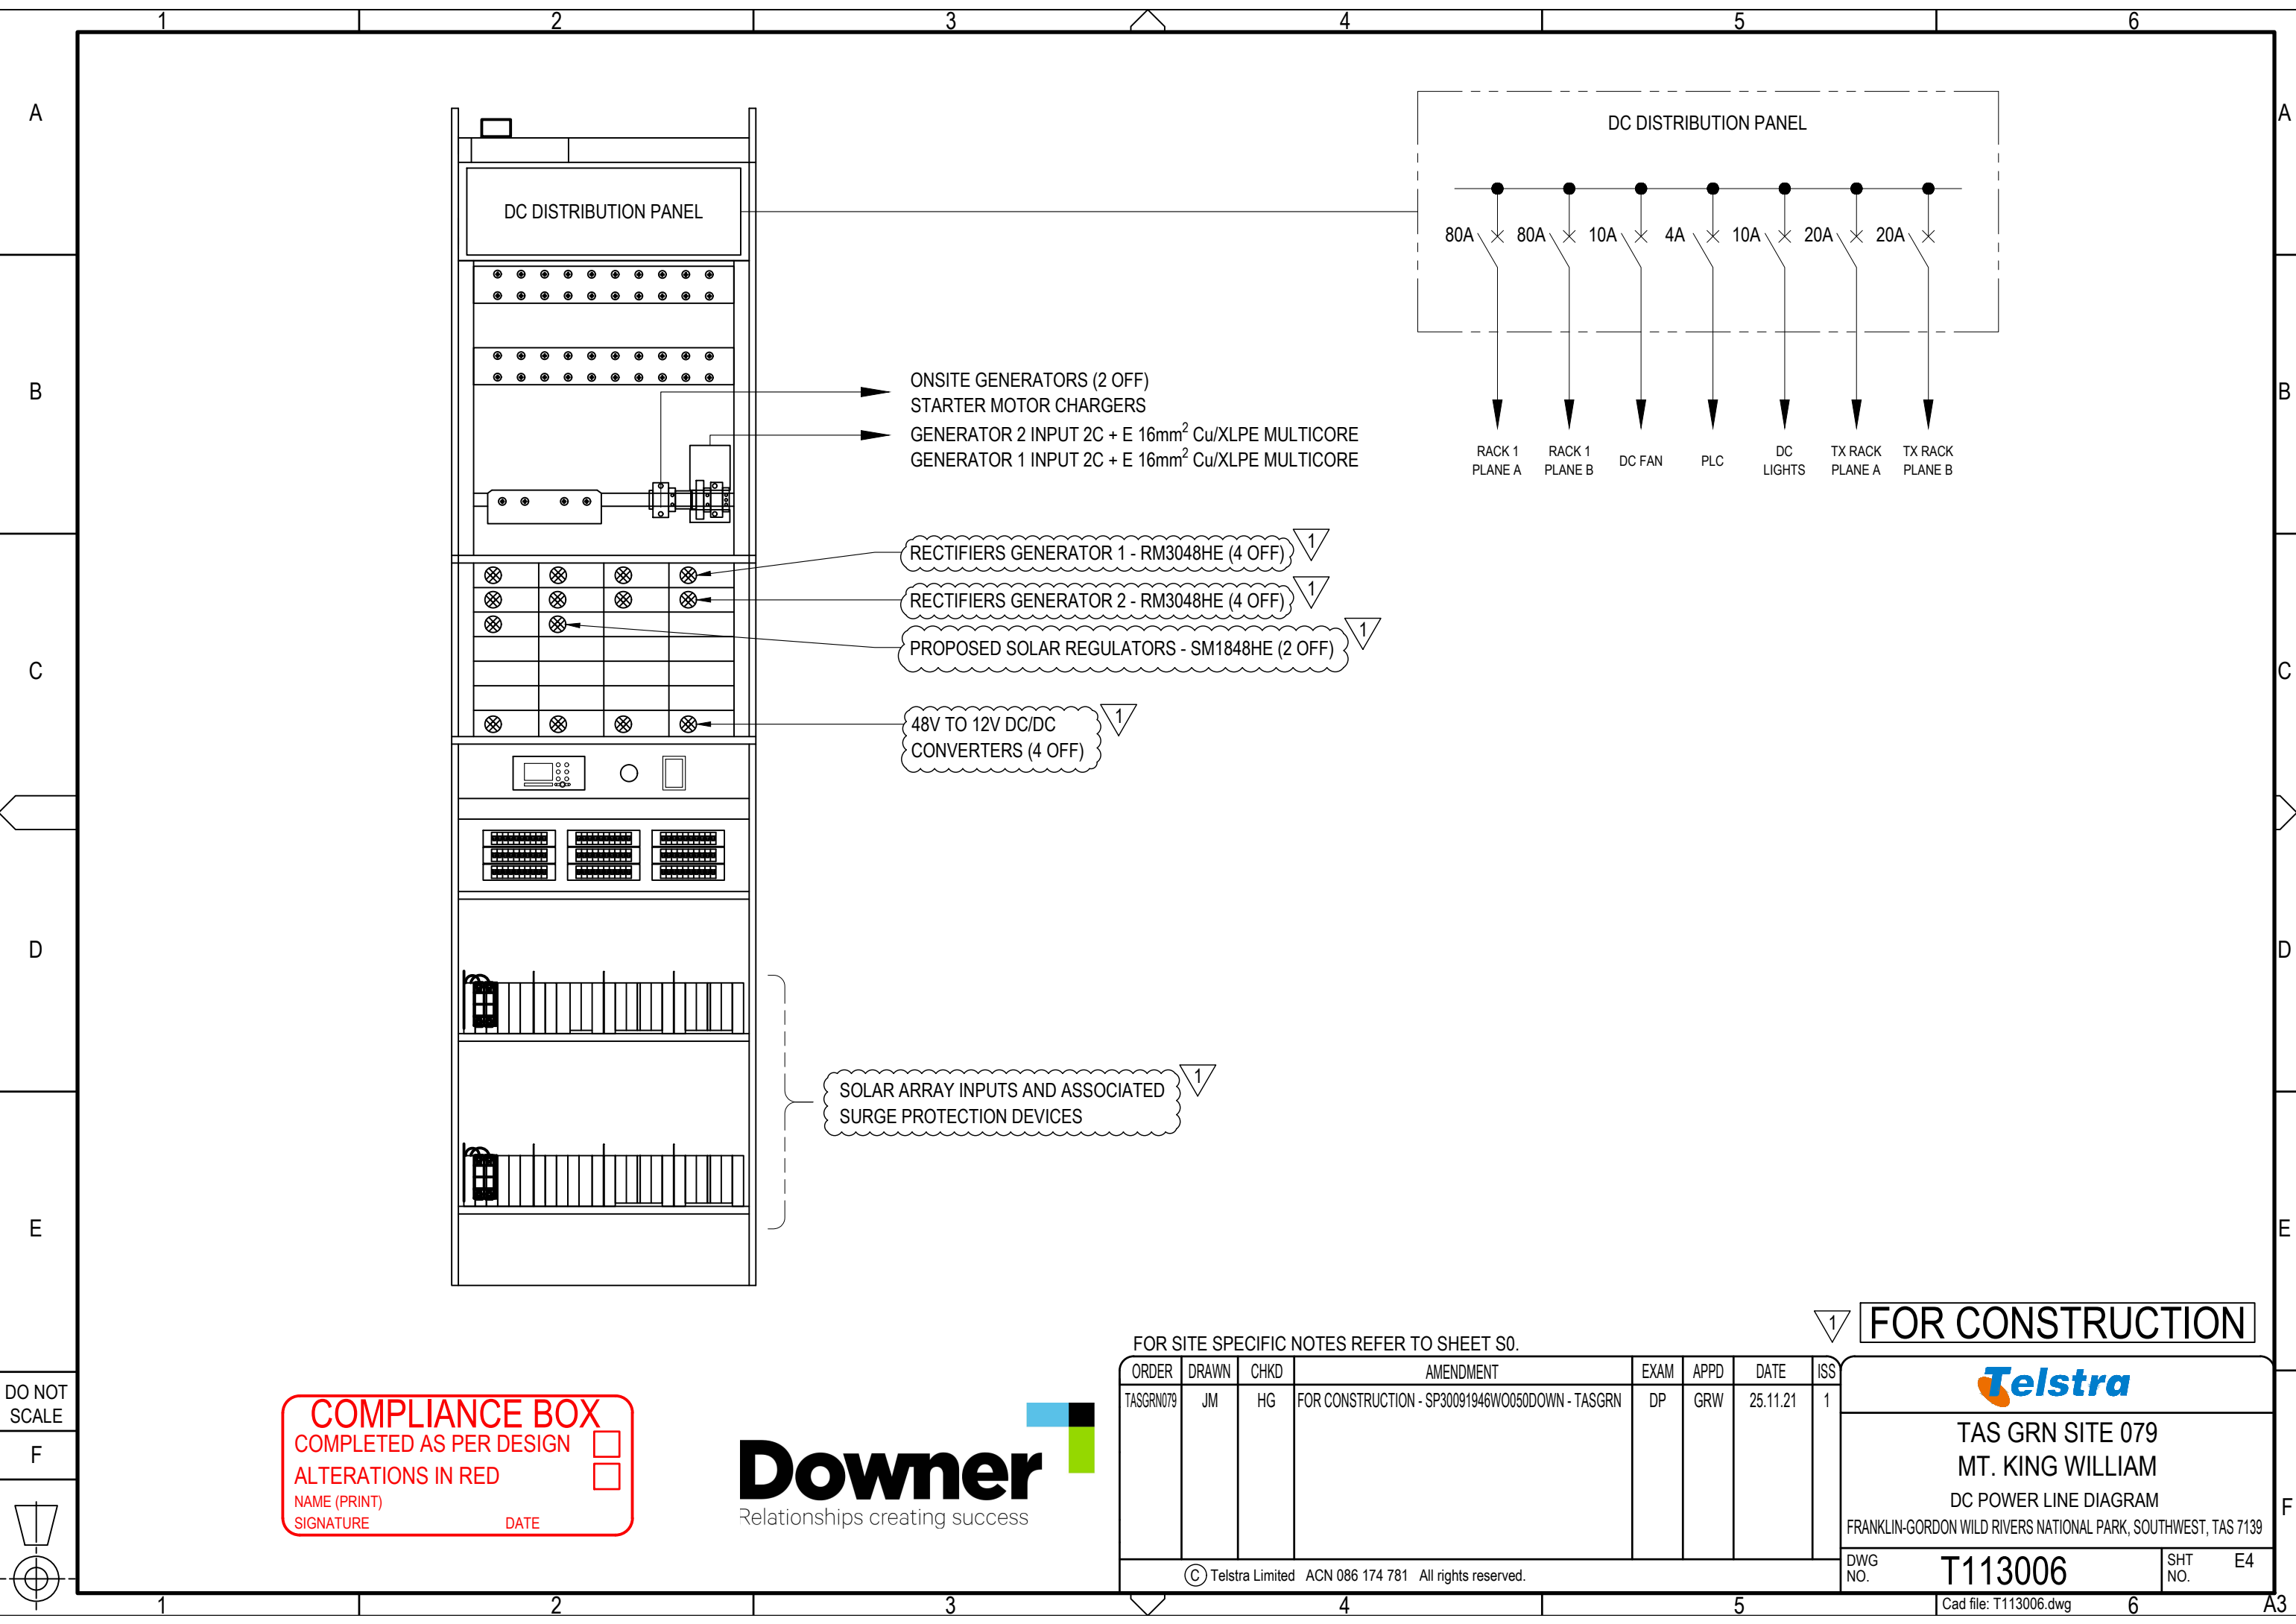 1 2 3 4 5 6
A A
DC DISTRIBUTION PANEL
DC DISTRIBUTION PANEL
80A 80A 10A 4A 10A 20A 20A
B B
RACK 1 PLANE A
RACK 1 PLANE B
DC FAN
PLC
DC LIGHTS
TX RACK PLANE A
TX RACK PLANE B
ONSITE GENERATORS (2 OFF)
STARTER MOTOR CHARGERS
GENERATOR 2 INPUT 2C + E 16mm² Cu/XLPE MULTICORE
GENERATOR 1 INPUT 2C + E 16mm² Cu/XLPE MULTICORE
RECTIFIERS GENERATOR 1 - RM3048HE (4 OFF) 1
RECTIFIERS GENERATOR 2 - RM3048HE (4 OFF) 1
PROPOSED SOLAR REGULATORS - SM1848HE (2 OFF) 1
C C
48V TO 12V DC/DC 1
CONVERTERS (4 OFF)
D D
SOLAR ARRAY INPUTS AND ASSOCIATED 1
SURGE PROTECTION DEVICES
E E
1 FOR CONSTRUCTION
FOR SITE SPECIFIC NOTES REFER TO SHEET S0.
ORDER DRAWN CHKD AMENDMENT EXAM APPD DATE ISS
TASGRN079 JM HG FOR CONSTRUCTION - SP30091946WO050DOWN - TASGRN DP GRW 25.11.21 1
© Telstra Limited ACN 086 174 781 All rights reserved.
DO NOT
SCALE
F F
COMPLIANCE BOX
COMPLETED AS PER DESIGN
ALTERATIONS IN RED
NAME (PRINT)
SIGNATURE DATE
Downer
Relationships creating success
Telstra
TAS GRN SITE 079
MT. KING WILLIAM
DC POWER LINE DIAGRAM
FRANKLIN-GORDON WILD RIVERS NATIONAL PARK, SOUTHWEST, TAS 7139
DWG NO. T113006 SHT NO. E4
Cad file: T113006.dwg
1 2 3 4 5 6 A3